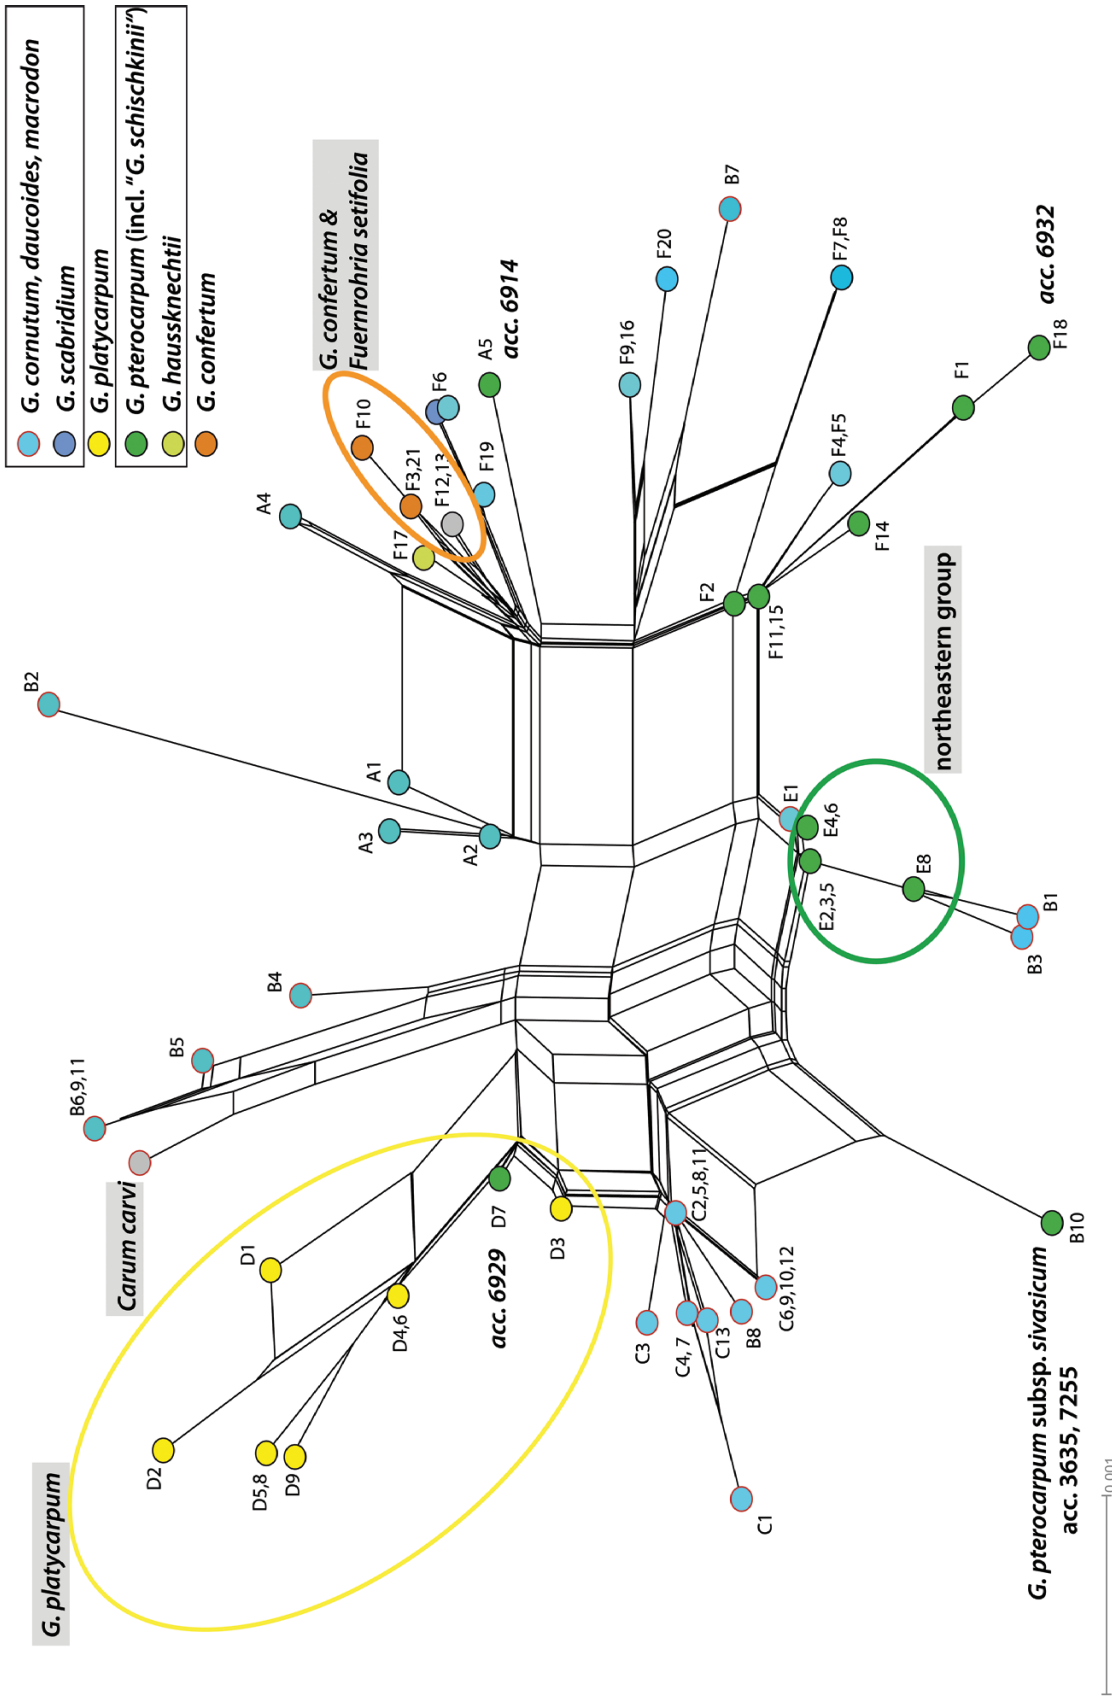 G. cornutum, daucoides, macrodon
G. scabridium
G. platycarpum
G. pterocarpum (incl. "G. schischkinii")
G. haussknechtii
G. confertum
G. confertum &
Fuernrohria setifolia
acc. 6914
acc. 6932
northeastern group
Carum carvi
G. platycarpum
acc. 6929
G. pterocarpum subsp. sivasicum
acc. 3635, 7255
B7
F20
F7,F8
F18
F1
F9,16
A5
F6
F10
F3,21
F12,13
F19
F17
A4
F4,F5
F14
F2
F11,15
B2
A1
A3
A2
E1
E4,6
E2,3,5
E8
B1
B3
B4
B5
B6,9,11
D7
D3
D1
D4,6
D2
D5,8
D9
C2,5,8,11
C6,9,10,12
C3
C4, 7
C13
B8
C1
B10
0.001